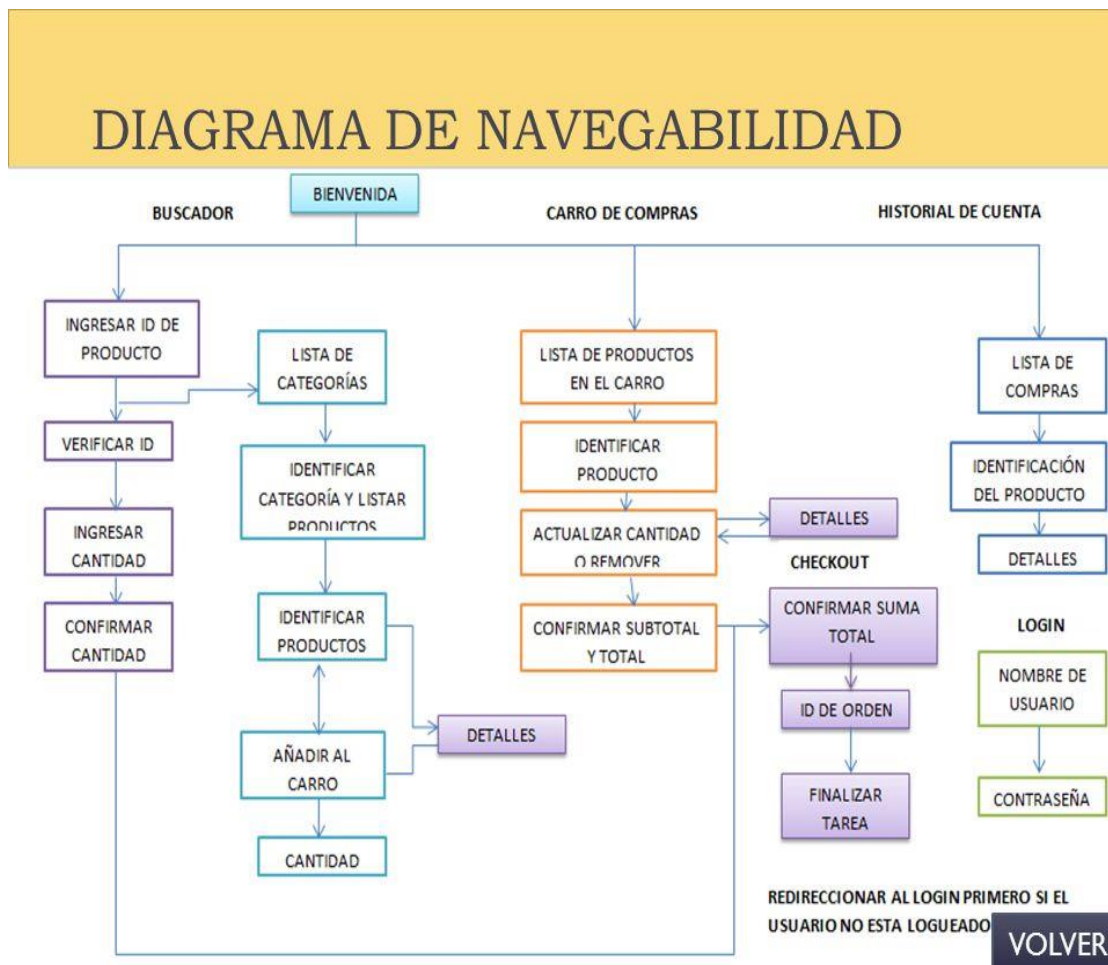 DIAGRAMA DE NAVEGABILIDAD
BIENVENIDA
BUSCADOR
CARRO DE COMPRAS
HISTORIAL DE CUENTA
INGRESAR ID DE
PRODUCTO
VERIFICAR ID
INGRESAR
CANTIDAD
CONFIRMAR
CANTIDAD
LISTA DE
CATEGORÍAS
IDENTIFICAR
CATEGORÍA Y LISTAR
PRODUCTOS
IDENTIFICAR
PRODUCTOS
AÑADIR AL
CARRO
CANTIDAD
DETALLES
LISTA DE PRODUCTOS
EN EL CARRO
IDENTIFICAR
PRODUCTO
ACTUALIZAR CANTIDAD
O REMOVER
CONFIRMAR SUBTOTAL
Y TOTAL
DETALLES
CHECKOUT
CONFIRMAR SUMA
TOTAL
ID DE ORDEN
FINALIZAR
TAREA
LISTA DE
COMPRAS
IDENTIFICACIÓN
DEL PRODUCTO
DETALLES
LOGIN
NOMBRE DE
USUARIO
CONTRASEÑA
REDIRECCIONAR AL LOGIN PRIMERO SI EL
USUARIO NO ESTA LOGUEADO
VOLVER